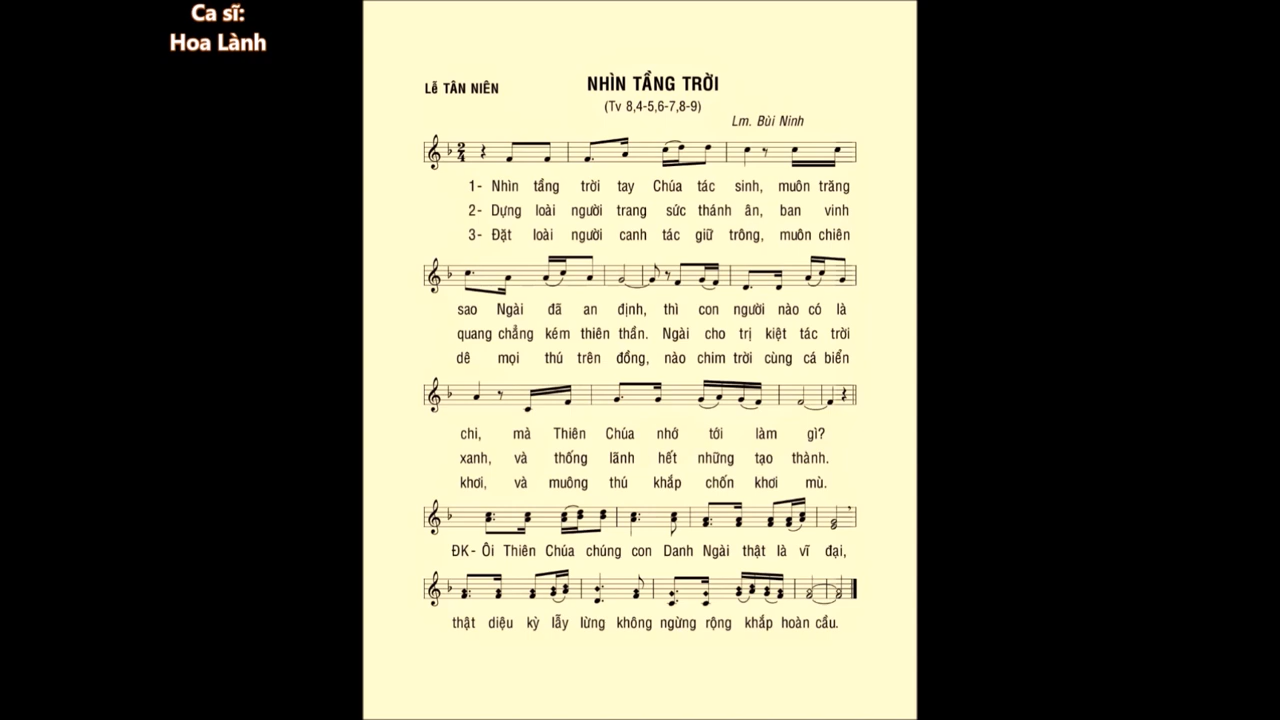 Ca sĩ:
Hoa Lành
Lễ TÂN NIÊN
NHÌN TẦNG TRỜI
(Tv 8,4-5,6-7,8-9)
Lm. Bùi Ninh
1- Nhìn tầng trời tay Chúa tác sinh, muôn trăng
2- Dựng loài người trang sức thánh ân, ban vinh
3- Đặt loài người canh tác giữ trông, muôn chiên
sao Ngài đã an định, thì con người nào có là
quang chẳng kém thiên thần. Ngài cho trị kiệt tác trời
dê mọi thú trên đồng, nào chim trời cùng cá biển
chi, mà Thiên Chúa nhớ tới làm gì?
xanh, và thống lãnh hết những tạo thành.
khơi, và muông thú khắp chốn khơi mù.
ĐK- Ôi Thiên Chúa chúng con Danh Ngài thật là vĩ đại,
thật diệu kỳ lẫy lừng không ngừng rộng khắp hoàn cầu.